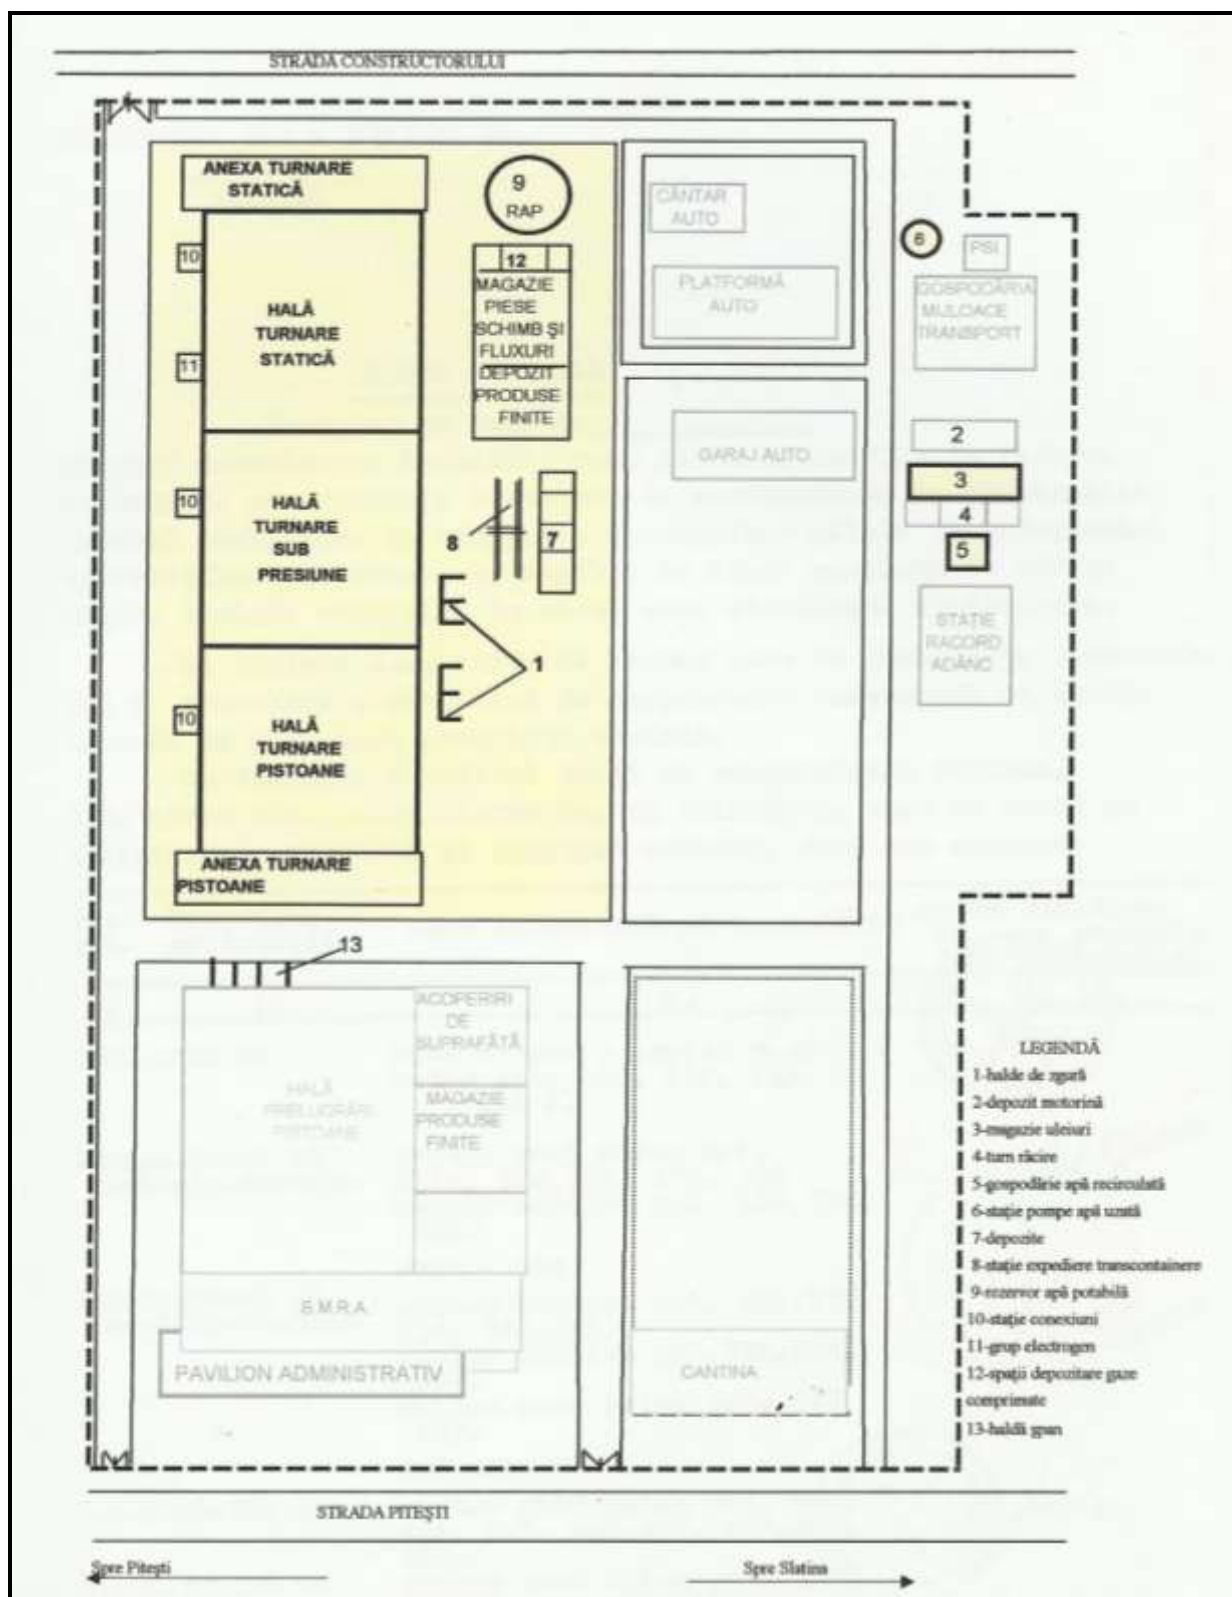 STRADA CONSTRUCTORULUI
ANEXA TURNARE
STATICĂ
9
RAP
CÂNTAR
AUTO
6
PSI
10
12
HALĂ
TURNARE
STATICĂ
MAGAZIE
PIESE
SCHIMB ŞI
FLUXURI
DEPOZIT
PRODUSE
FINITE
PLATFORMĂ
AUTO
GOSPODĂRIA
MIJLOACE
TRANSPORT
11
GARAJ AUTO
2
3
4
5
10
HALĂ
TURNARE
SUB
PRESIUNE
8
7
STAŢIE
RACORD
ADÂNC
1
10
HALĂ
TURNARE
PISTOANE
ANEXA TURNARE
PISTOANE
13
ACOPERIRI
DE
SUPRAFĂTĂ
HALĂ
PRELUCRĂRI
PISTOANE
MAGAZIE
PRODUSE
FINITE
S.M.R.A.
PAVILION ADMINISTRATIV
CANTINA
LEGENDĂ
1-halde de zgură
2-depozit motorină
3-magazie uleiuri
4-turn răcire
5-gospodărie apă recirculată
6-staţie pompe apă uzată
7-depozite
8-staţie expediere transcontainere
9-rezervor apă potabilă
10-staţie conexiuni
11-grup electrogen
12-spaţii depozitare gaze
comprimate
13-haldă şpan
STRADA PITEŞTI
Spre Piteşti
Spre Slatina